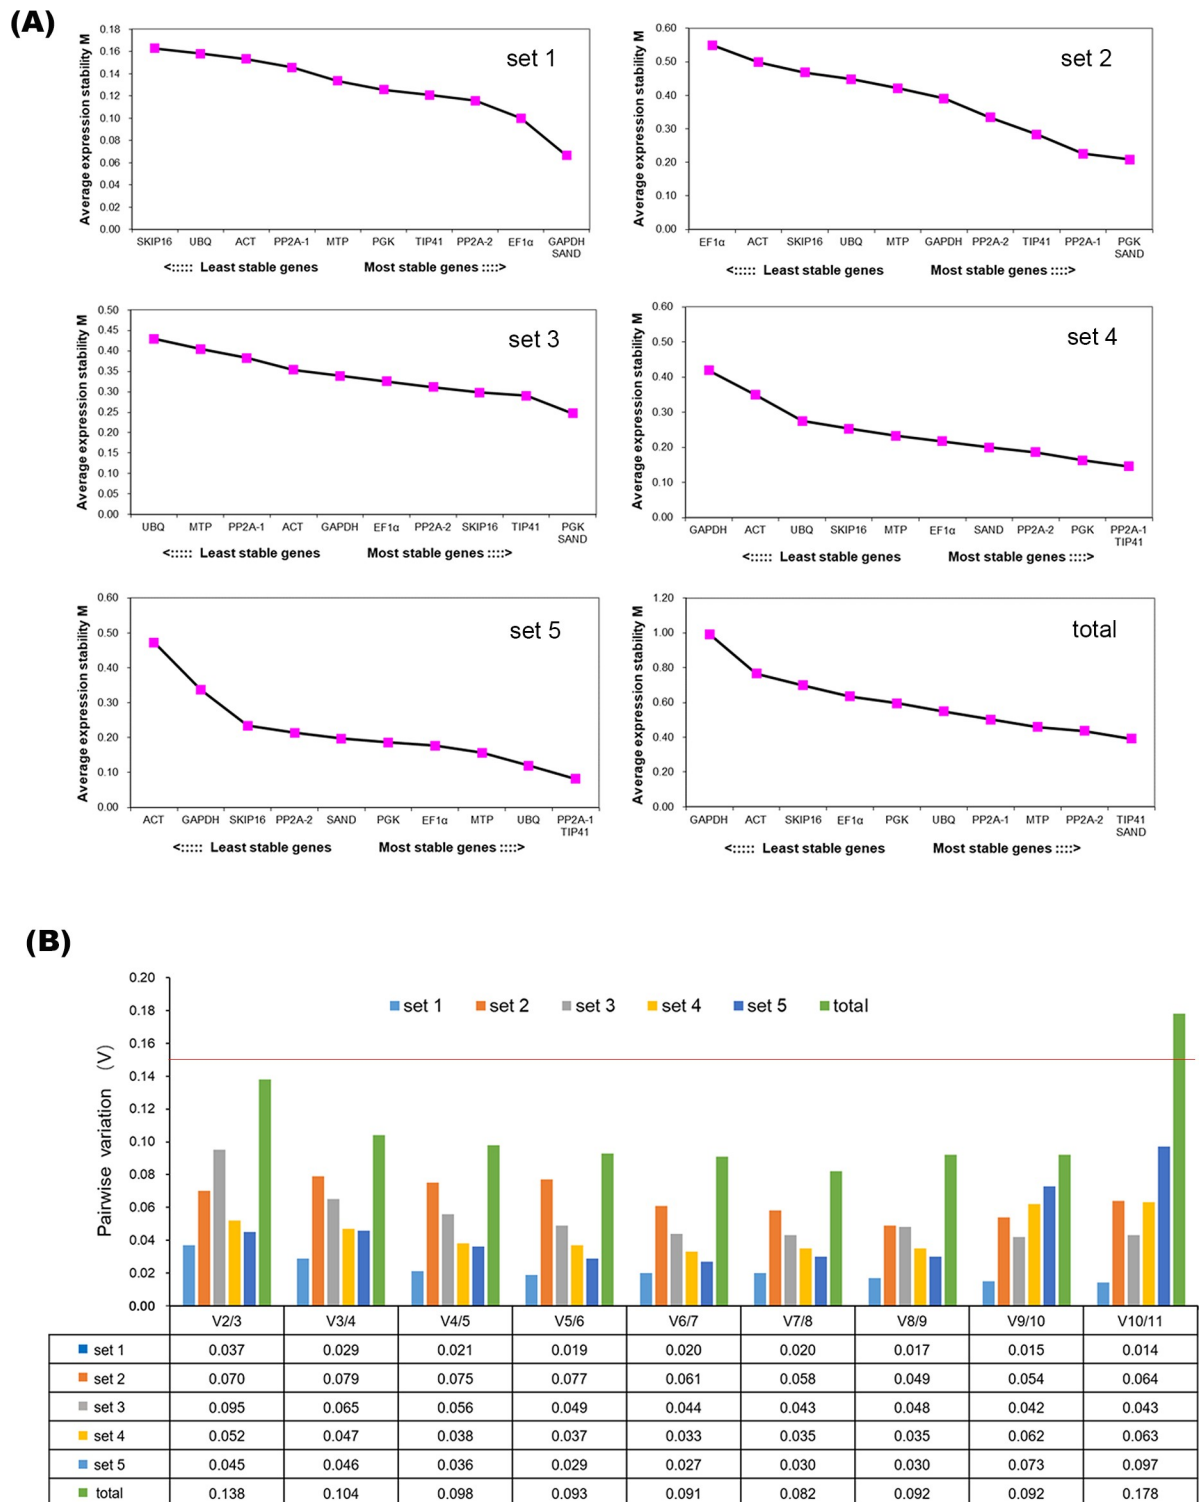 (A)
Average expression stability M
0.18
0.16
0.14
0.12
0.10
0.08
0.06
0.04
0.02
0.00
set 1
SKIP16 UBQ ACT PP2A-1 MTP PGK TIP41 PP2A-2 EF1α GAPDH
SAND
<::::: Least stable genes Most stable genes ::::>
Average expression stability M
0.60
0.50
0.40
0.30
0.20
0.10
0.00
set 2
EF1α ACT SKIP16 UBQ MTP GAPDH PP2A-2 TIP41 PP2A-1 PGK
SAND
<::::: Least stable genes Most stable genes ::::>
Average expression stability M
0.50
0.45
0.40
0.35
0.30
0.25
0.20
0.15
0.10
0.05
0.00
set 3
UBQ MTP PP2A-1 ACT GAPDH EF1α PP2A-2 SKIP16 TIP41 PGK
SAND
<::::: Least stable genes Most stable genes ::::>
Average expression stability M
0.60
0.50
0.40
0.30
0.20
0.10
0.00
set 4
GAPDH ACT UBQ SKIP16 MTP EF1α SAND PP2A-2 PGK PP2A-1
TIP41
<::::: Least stable genes Most stable genes ::::>
Average expression stability M
0.60
0.50
0.40
0.30
0.20
0.10
0.00
set 5
ACT GAPDH SKIP16 PP2A-2 SAND PGK EF1α MTP UBQ PP2A-1
TIP41
<::::: Least stable genes Most stable genes ::::>
Average expression stability M
1.20
1.00
0.80
0.60
0.40
0.20
0.00
total
GAPDH ACT SKIP16 EF1α PGK UBQ PP2A-1 MTP PP2A-2 TIP41
SAND
<::::: Least stable genes Most stable genes ::::>
(B)
Pairwise variation (V)
0.20
0.18
0.16
0.14
0.12
0.10
0.08
0.06
0.04
0.02
0.00
set 1 set 2 set 3 set 4 set 5 total
V2/3 V3/4 V4/5 V5/6 V6/7 V7/8 V8/9 V9/10 V10/11
set 1 0.037 0.029 0.021 0.019 0.020 0.020 0.017 0.015 0.014
set 2 0.070 0.079 0.075 0.077 0.061 0.058 0.049 0.054 0.064
set 3 0.095 0.065 0.056 0.049 0.044 0.043 0.048 0.042 0.043
set 4 0.052 0.047 0.038 0.037 0.033 0.035 0.035 0.062 0.063
set 5 0.045 0.046 0.036 0.029 0.027 0.030 0.030 0.073 0.097
total 0.138 0.104 0.098 0.093 0.091 0.082 0.092 0.092 0.178